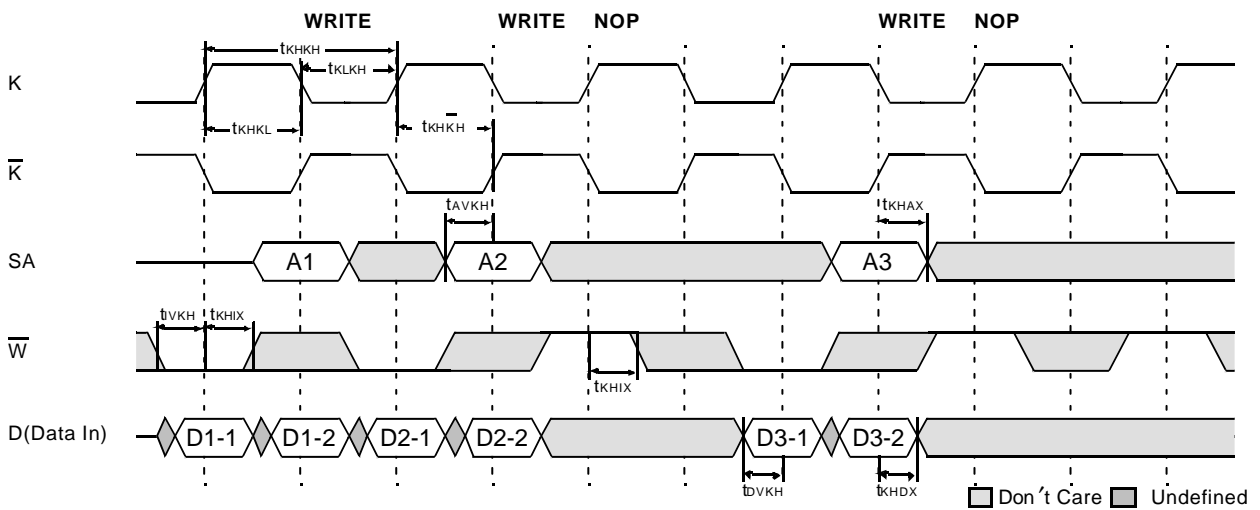 WRITE WRITE NOP WRITE NOP
tKHKH
tKLKH
K
tKHKL tKHK̅H
K̅
tAVKH tKHAX
SA A1 A2 A3
tIVKH tKHIX
W̅
tKHIX
D(Data In) D1-1 D1-2 D2-1 D2-2 D3-1 D3-2
tDVKH tKHDX
Don′t Care Undefined